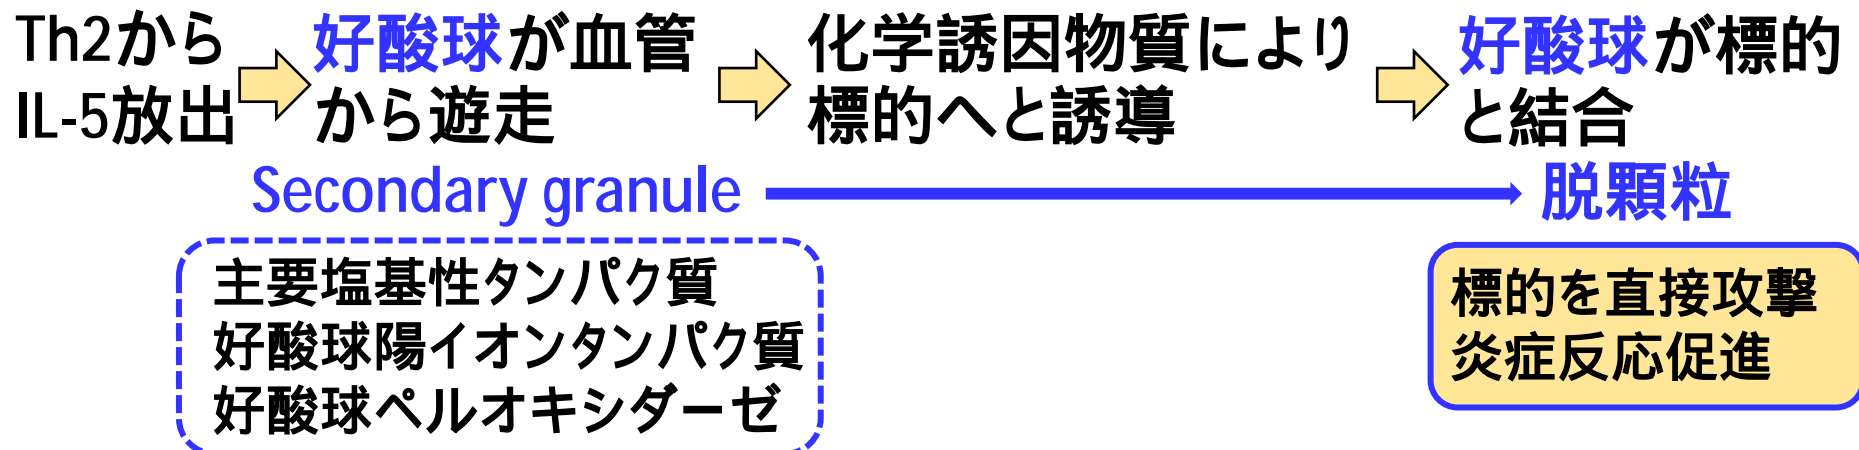 Th2から
IL-5放出
好酸球が血管
から遊走
化学誘因物質により
標的へと誘導
好酸球が標的
と結合
Secondary granule
脱顆粒
主要塩基性タンパク質
好酸球陽イオンタンパク質
好酸球ペルオキシダーゼ
標的を直接攻撃
炎症反応促進